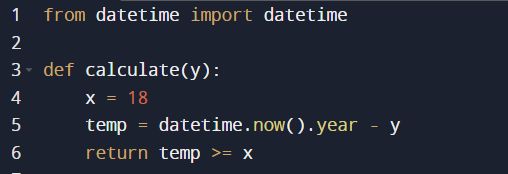 1 from datetime import datetime
2
3 def calculate(y):
4     x = 18
5     temp = datetime.now().year - y
6     return temp >= x